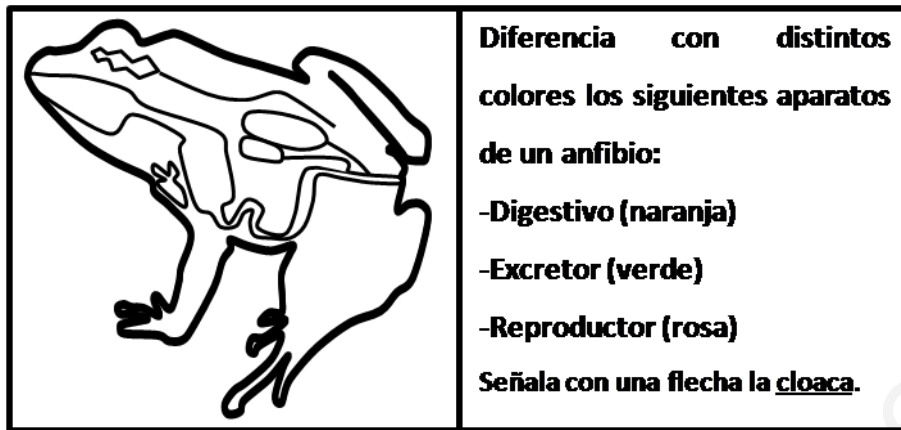 Diferencia con distintos
colores los siguientes aparatos
de un anfibio:
-Digestivo (naranja)
-Excretor (verde)
-Reproductor (rosa)
Señala con una flecha la cloaca.